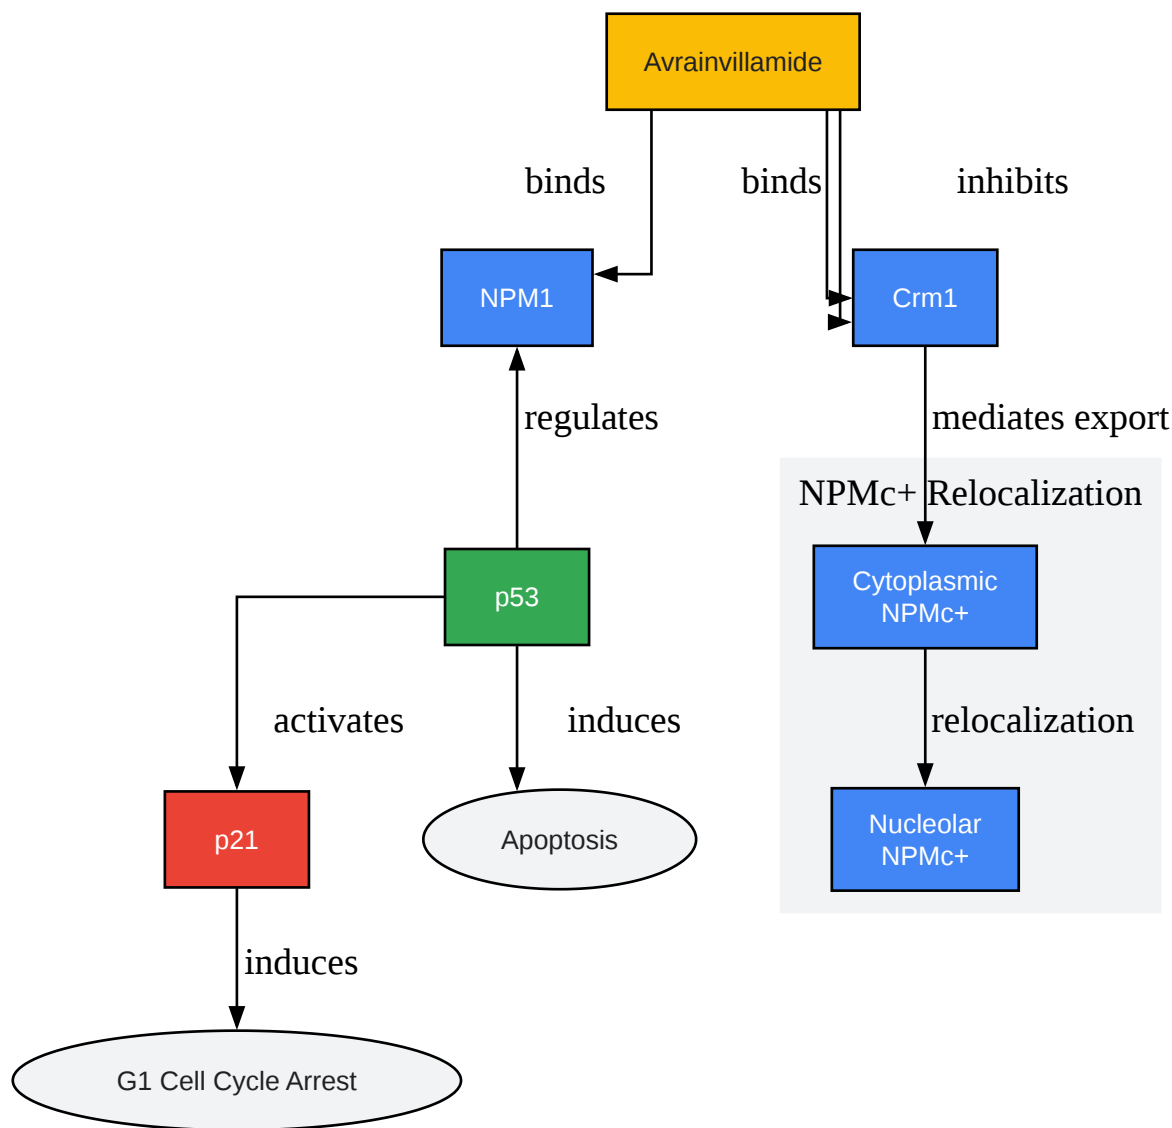 Avrainvillamide
binds
binds
inhibits
NPM1
Crm1
regulates
mediates export
NPMc+ Relocalization
p53
Cytoplasmic
NPMc+
activates
induces
relocalization
p21
Apoptosis
Nucleolar
NPMc+
induces
G1 Cell Cycle Arrest